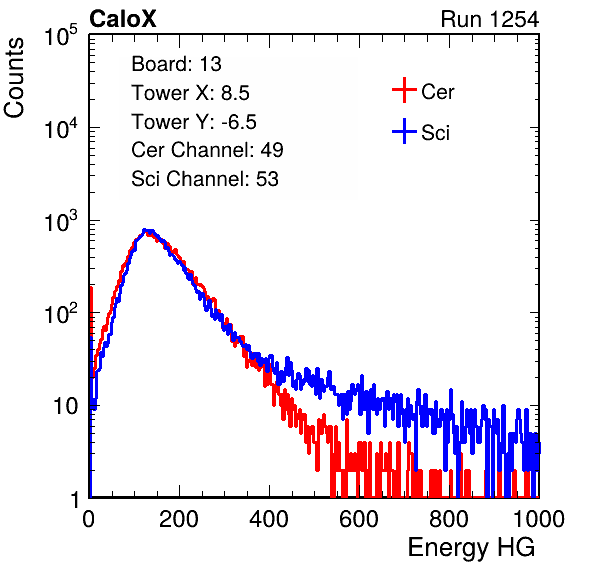 CaloX Run 1254
Counts
10^5
10^4
10^3
10^2
10
1
Board: 13
Tower X: 8.5
Tower Y: -6.5
Cer Channel: 49
Sci Channel: 53
Cer
Sci
0 200 400 600 800 1000
Energy HG